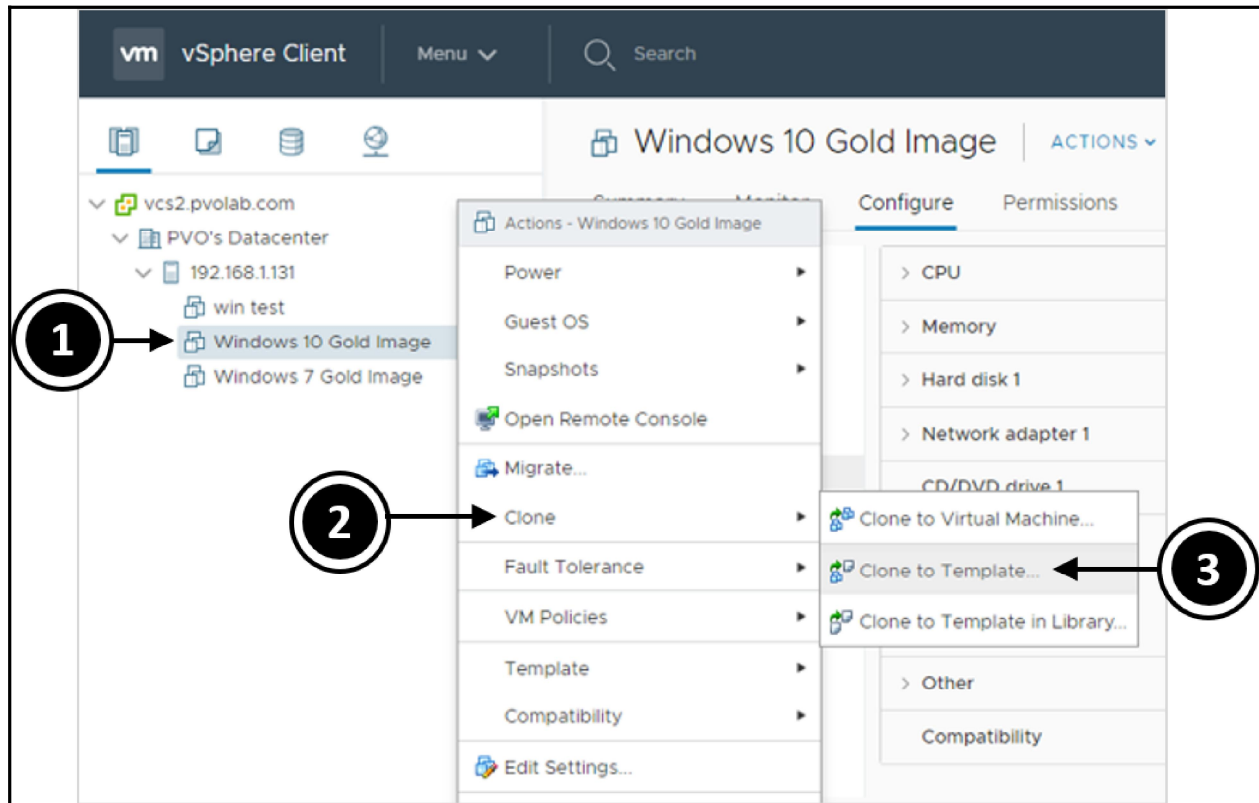 vm vSphere Client Menu Search
Windows 10 Gold Image ACTIONS
Summary Monitor Configure Permissions
vcs2.pvolab.com
PVO's Datacenter
192.168.1.131
win test
Windows 10 Gold Image
Windows 7 Gold Image
1
Actions - Windows 10 Gold Image
Power
Guest OS
Snapshots
Open Remote Console
Migrate...
Clone
Fault Tolerance
VM Policies
Template
Compatibility
Edit Settings...
2
Clone to Virtual Machine...
Clone to Template...
Clone to Template in Library...
3
CPU
Memory
Hard disk 1
Network adapter 1
CD/DVD drive 1
Other
Compatibility